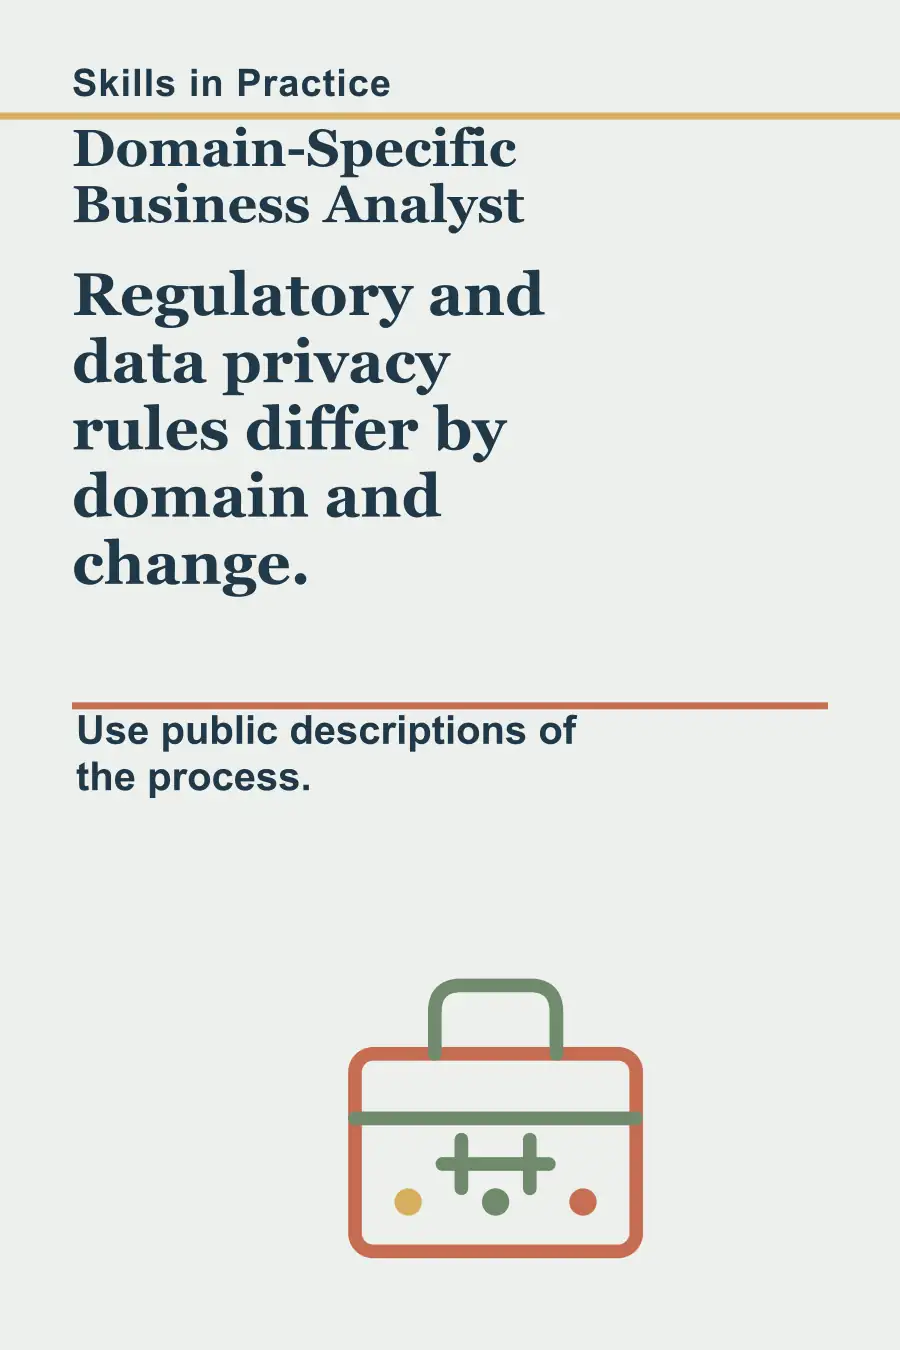 Skills in Practice
Domain-Specific
Business Analyst
Regulatory and
data privacy
rules differ by
domain and
change.
Use public descriptions of
the process.